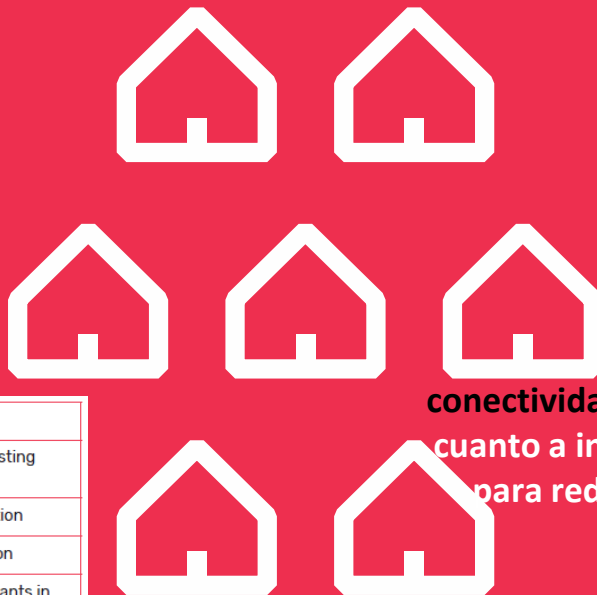 sting
ion
on
ants in
conectivida
cuanto a in
para red